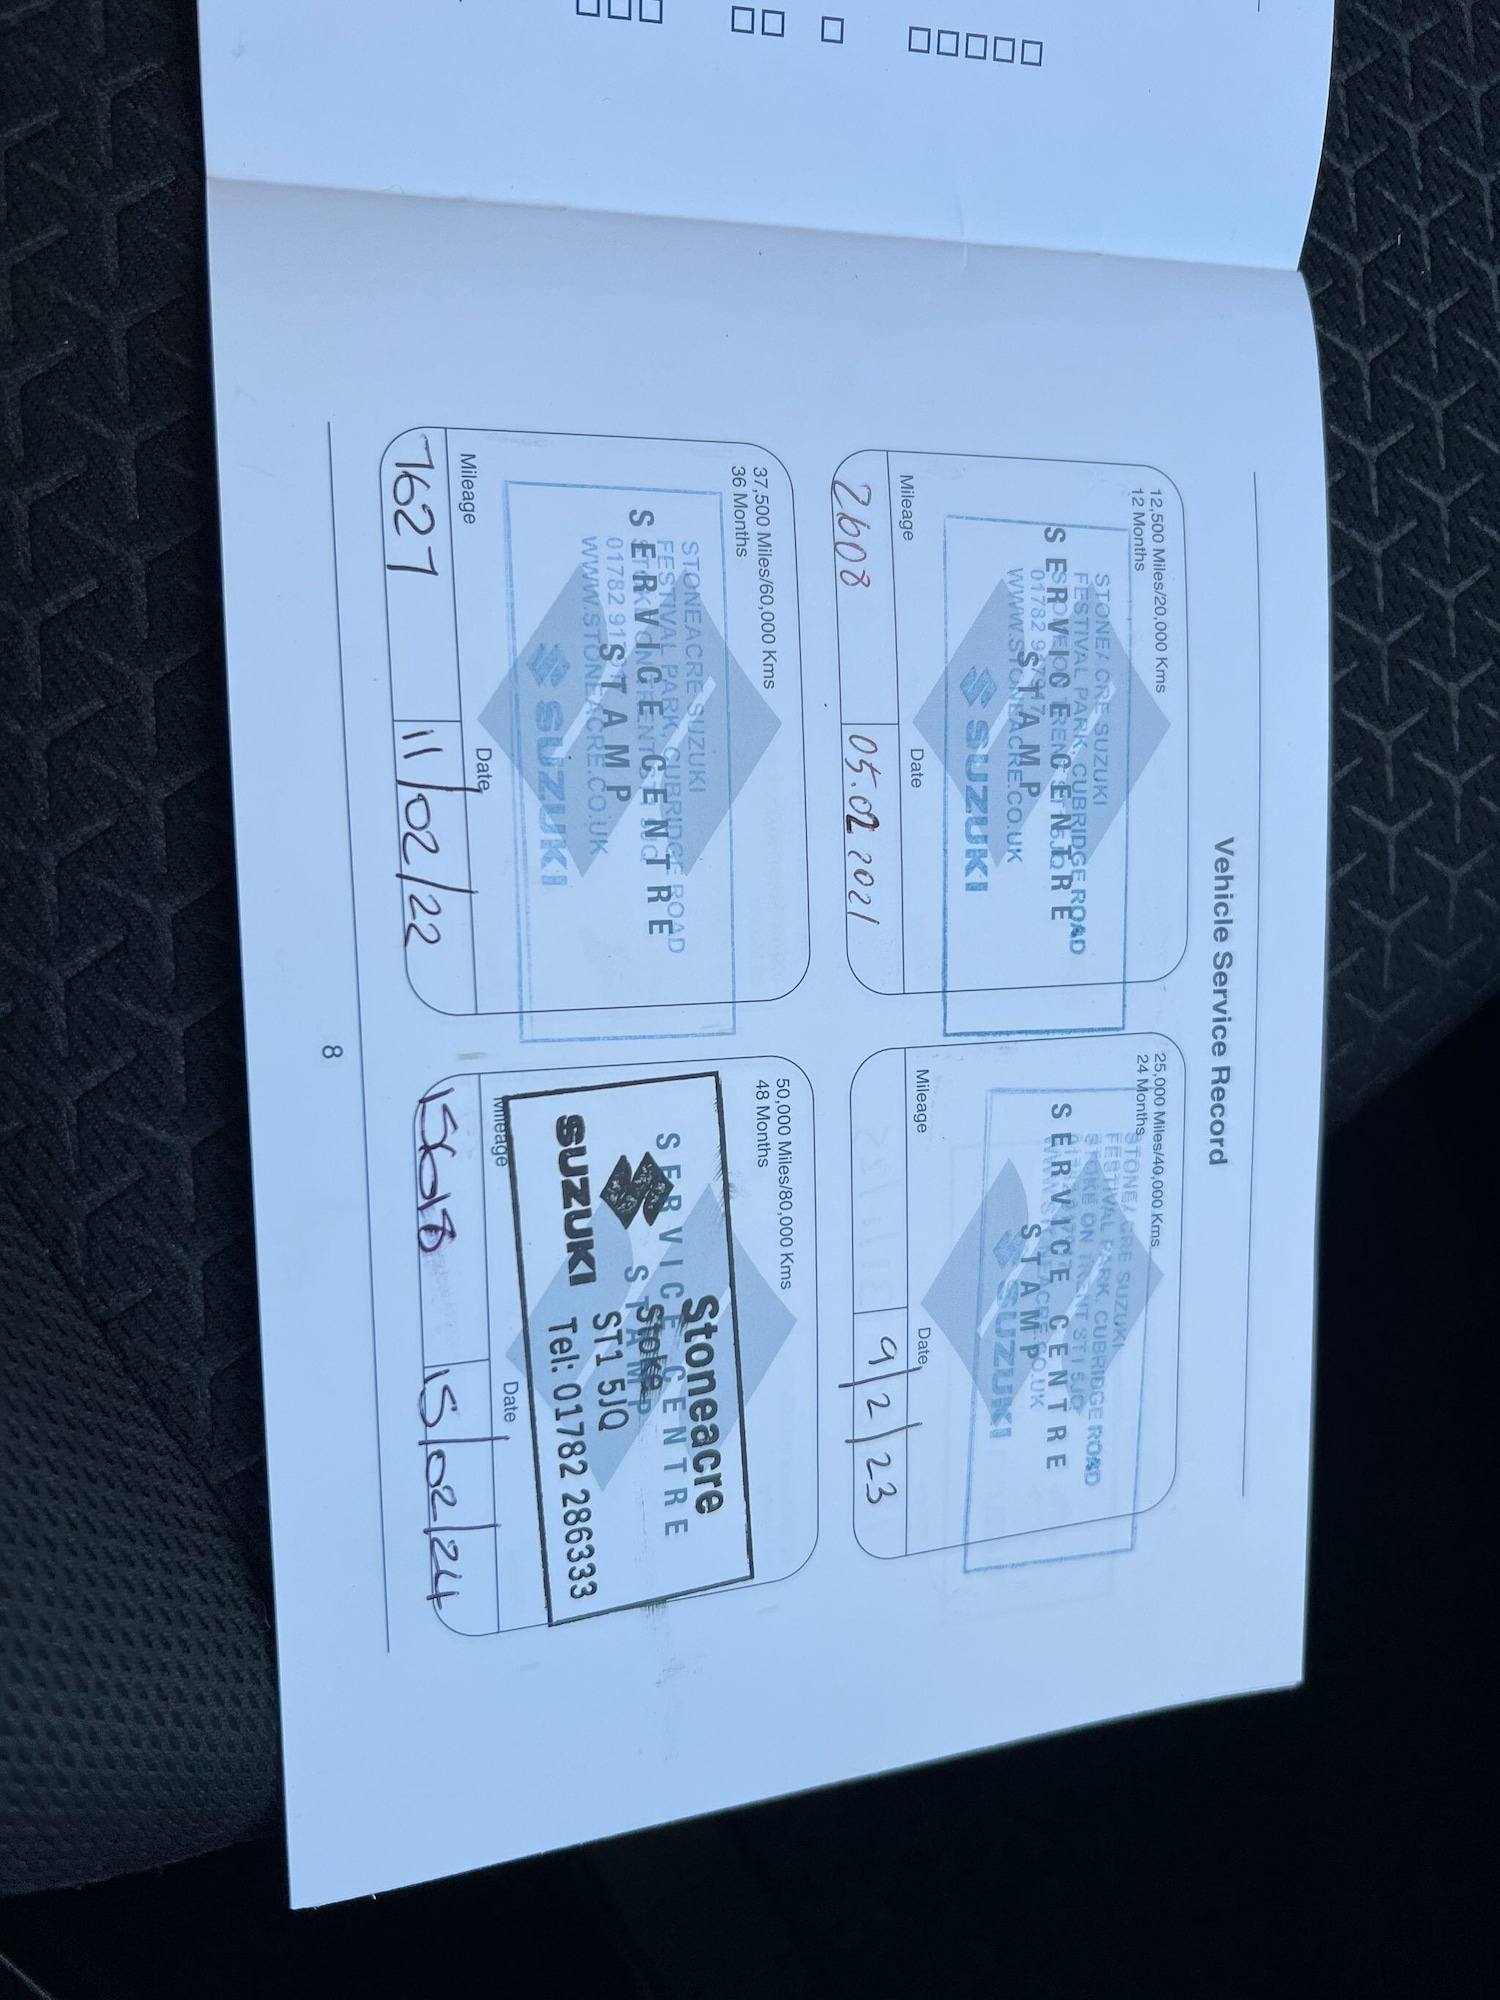 Vehicle Service Record
12,500 Miles/20,000 Kms
12 Months
STONEACRE SUZUKI
FESTIVAL PARK, CUBRIDGE ROAD
SERVICE CENTRE
STAMP
WWW.STONEACRE.CO.UK
SUZUKI
Mileage
Date
2608
05.02.2021
25,000 Miles/40,000 Kms
24 Months
STONEACRE SUZUKI
FESTIVAL PARK, CUBRIDGE ROAD
STOKE ON TRENT ST1 5JQ
SERVICE CENTRE
STAMP
SUZUKI
Mileage
Date
9/2/23
37,500 Miles/60,000 Kms
36 Months
STONEACRE SUZUKI
FESTIVAL PARK, CUBRIDGE ROAD
SERVICE CENTRE
STAMP
WWW.STONEACRE.CO.UK
SUZUKI
Mileage
Date
7627
11/02/22
50,000 Miles/80,000 Kms
48 Months
SERVICE CENTRE
STAMP
Stoneacre
Stoke
ST1 5JQ
SUZUKI Tel: 01782 286333
Mileage
Date
15/02/24
8